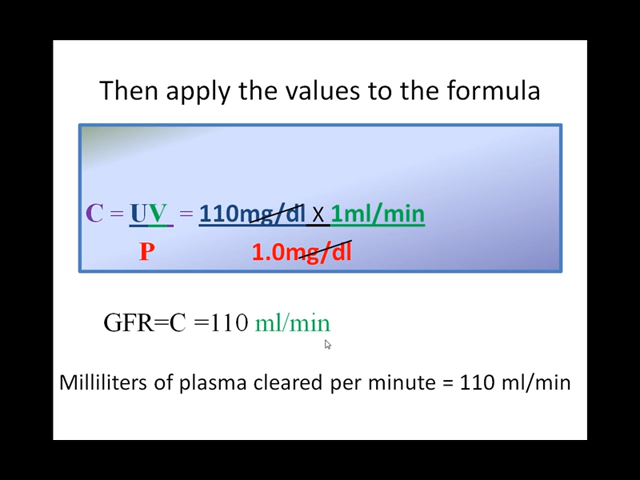 Then apply the values to the formula
C = UV = 110mg/dl X 1ml/min
P 1.0mg/dl
GFR=C =110 ml/min
Milliliters of plasma cleared per minute = 110 ml/min